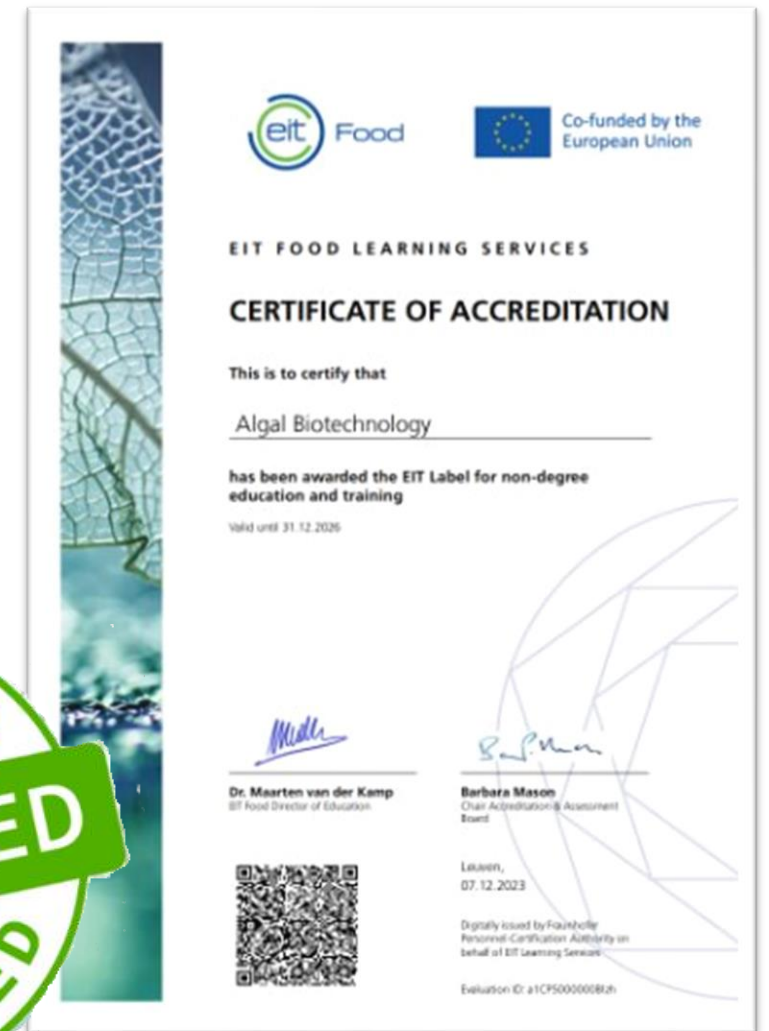 eit Food
Co-funded by the
European Union
EIT FOOD LEARNING SERVICES
CERTIFICATE OF ACCREDITATION
This is to certify that
Algal Biotechnology
has been awarded the EIT Label for non-degree
education and training
Valid until 31.12.2026
Dr. Maarten van der Kamp
EIT Food Director of Education
Barbara Mason
Chair Accreditation & Assessment
Board
Leuven,
07.12.2023
Digitally issued by Fraunhofer
Personnel-Certification Authority on
behalf of EIT Learning Services
Evaluation ID:
ED
ED